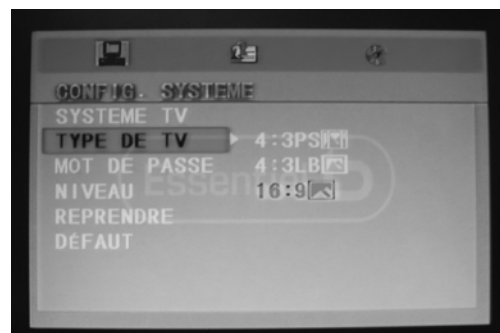 CONFIG. SYSTEME
SYSTEME TV
TYPE DE TV 4:3PS
MOT DE PASSE 4:3LB
NIVEAU 16:9
REPRENDRE
DÉFAUT
Essentiel